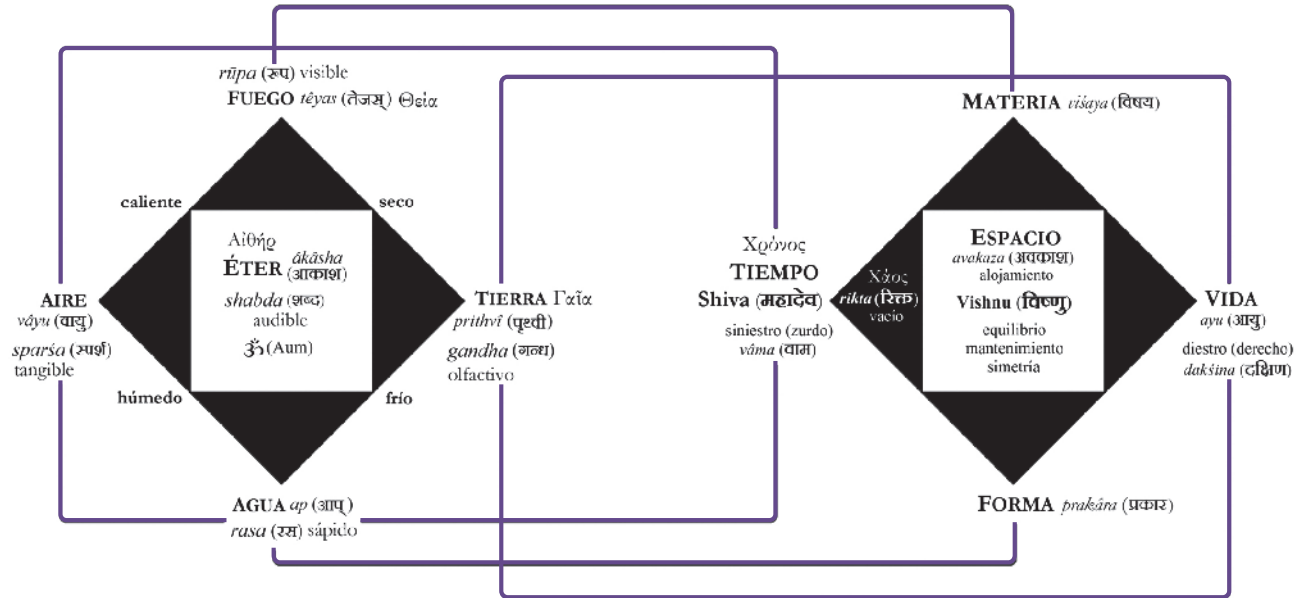 rūpa (रूप) visible
FUEGO têyas (तेजस्) Θεία
caliente
seco
Αἰθήρ
ÉTER âkāsha
(आकाश)
shabda (शब्द)
audible
ॐ (Aum)
AIRE
vâyu (वायु)
sparśa (स्पर्श)
tangible
TIERRA Γαῖα
prithvî (पृथ्वी)
gandha (गन्ध)
olfactivo
húmedo
frío
AGUA ap (आप्)
rasa (रस) sápido
MATERIA viśaya (विषय)
Χρόνος
TIEMPO
Shiva (महादेव)
siniestro (zurdo)
vâma (वाम)
Χάος
rikta (रिक्त)
vacío
ESPACIO
avakaza (अवकाश)
alojamiento
Vishnu (विष्णु)
equilibrio
mantenimiento
simetría
VIDA
ayu (आयु)
diestro (derecho)
dakśina (दक्षिण)
FORMA prakâra (प्रकार)